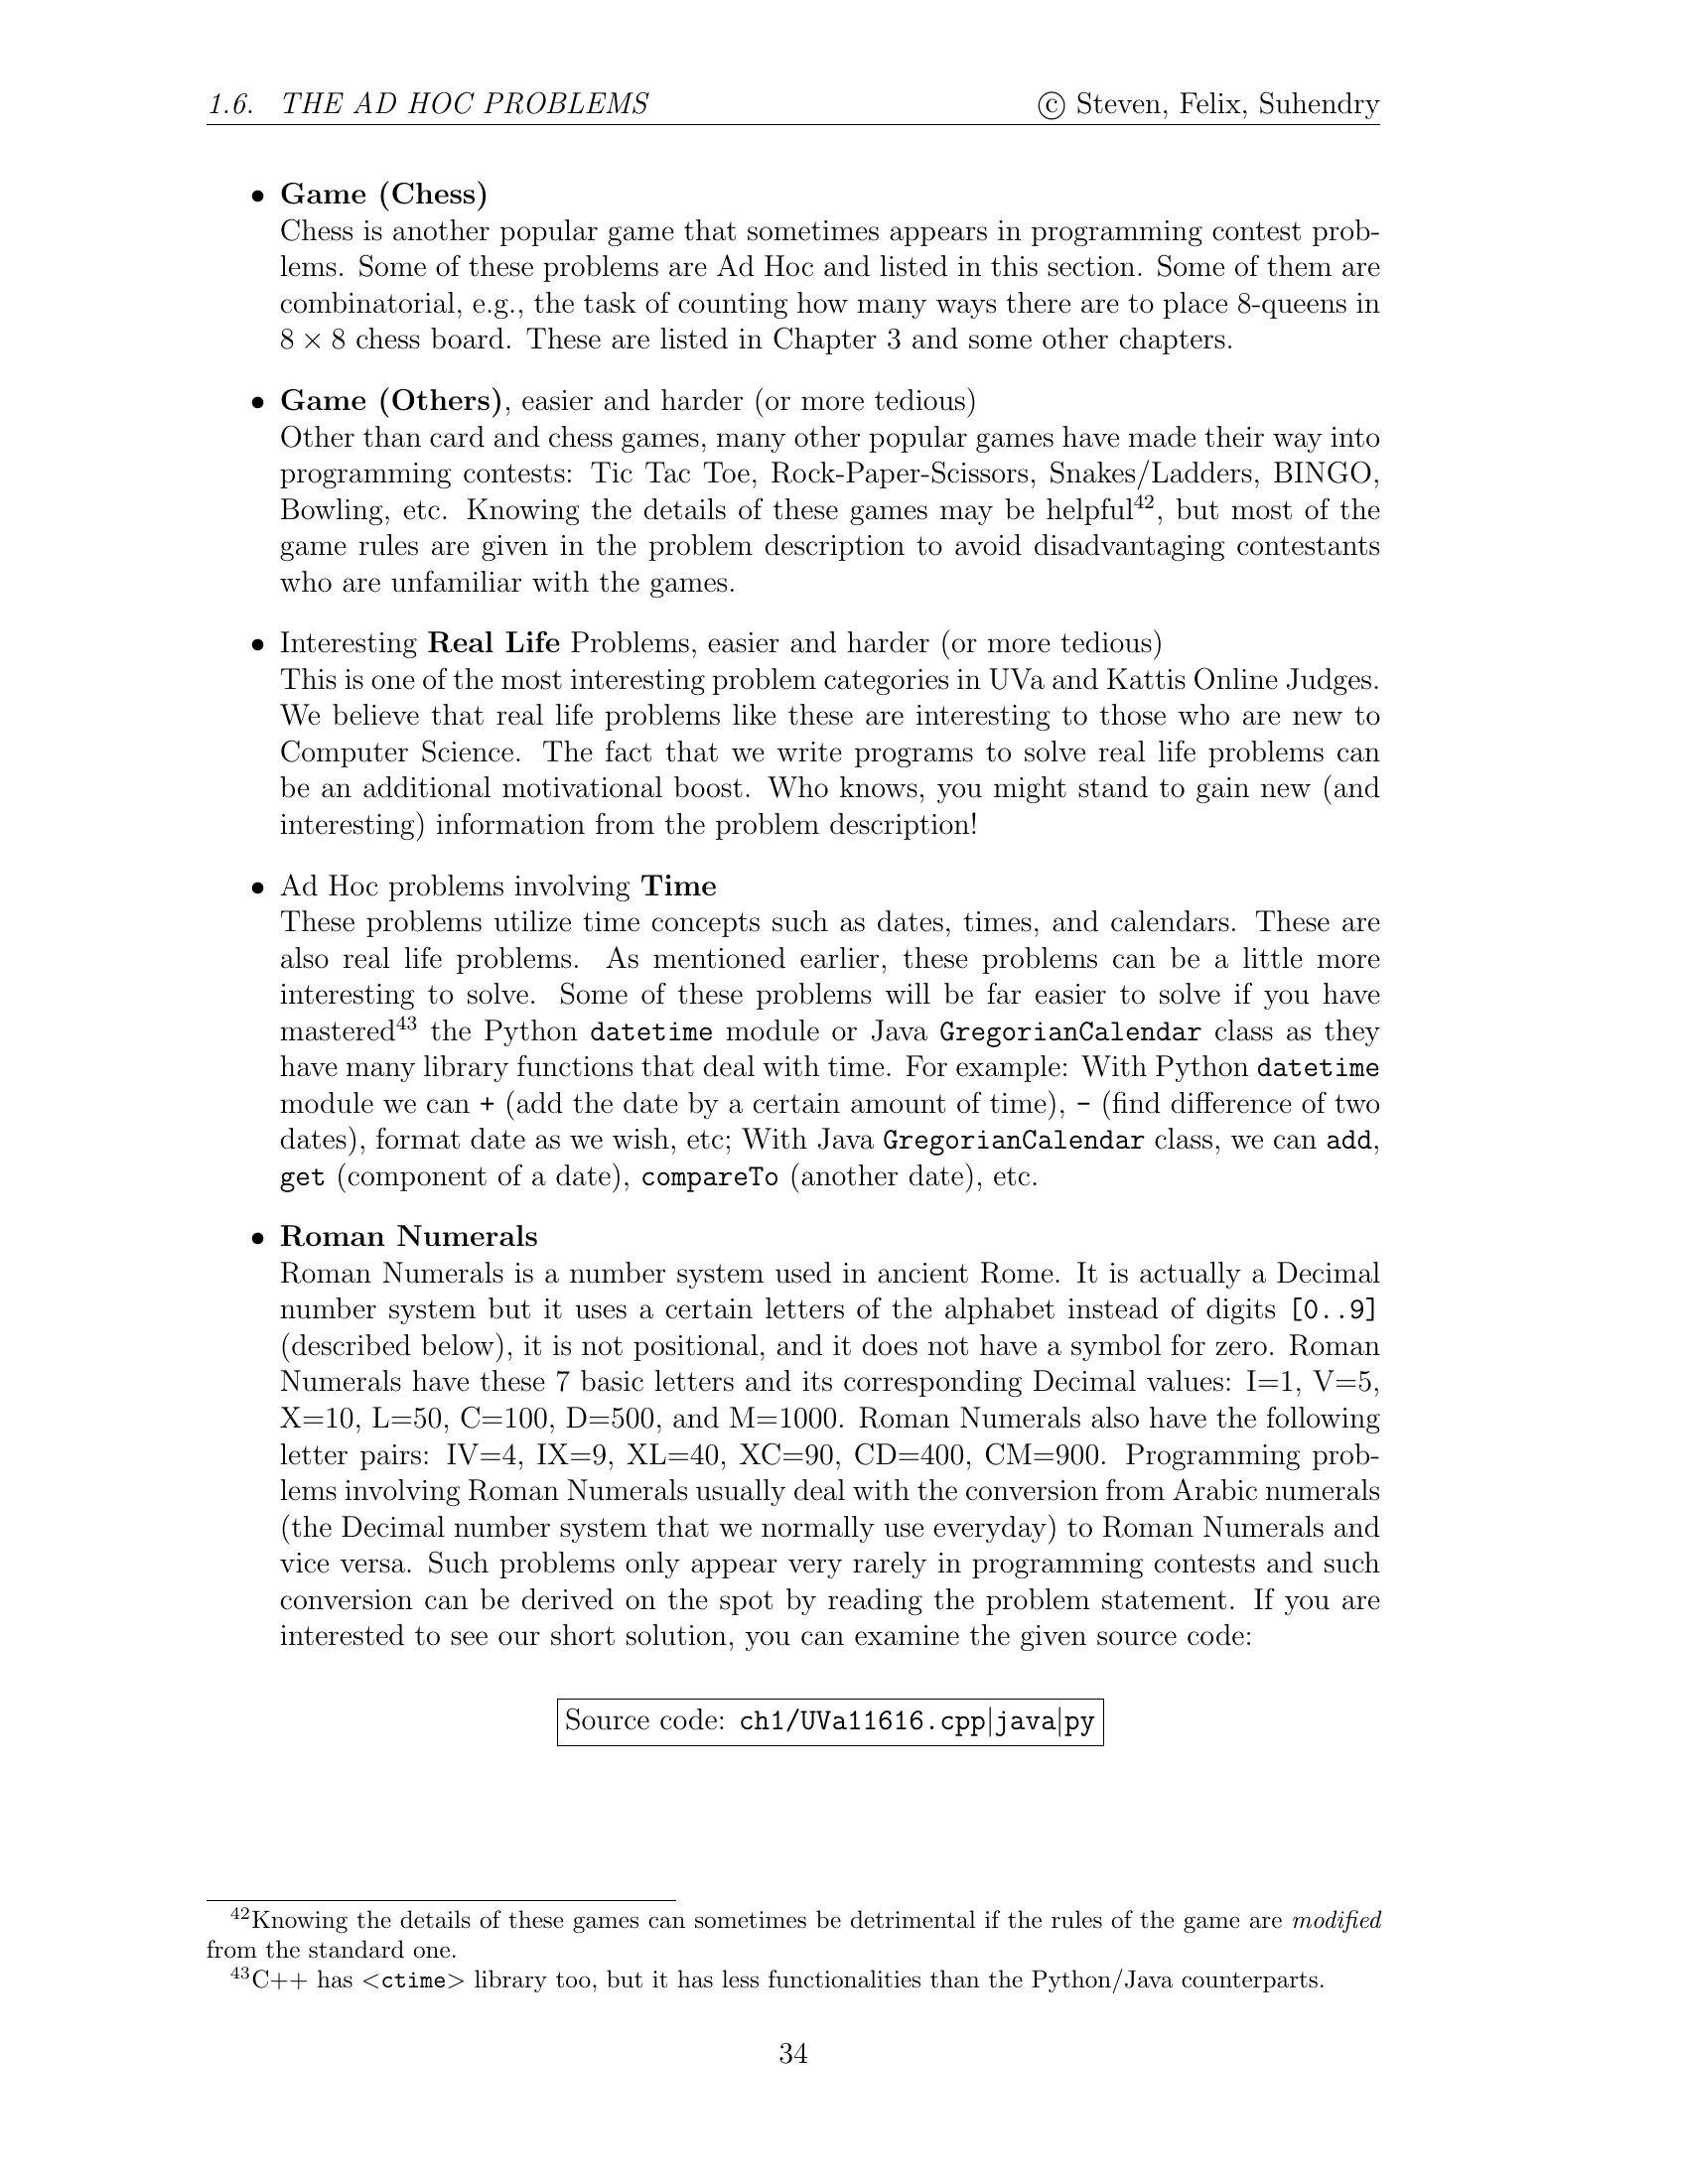 1.6. THE AD HOC PROBLEMS © Steven, Felix, Suhendry
• Game (Chess)
Chess is another popular game that sometimes appears in programming contest prob-
lems. Some of these problems are Ad Hoc and listed in this section. Some of them are
combinatorial, e.g., the task of counting how many ways there are to place 8-queens in
8 × 8 chess board. These are listed in Chapter 3 and some other chapters.
• Game (Others), easier and harder (or more tedious)
Other than card and chess games, many other popular games have made their way into
programming contests: Tic Tac Toe, Rock-Paper-Scissors, Snakes/Ladders, BINGO,
Bowling, etc. Knowing the details of these games may be helpful⁴², but most of the
game rules are given in the problem description to avoid disadvantaging contestants
who are unfamiliar with the games.
• Interesting Real Life Problems, easier and harder (or more tedious)
This is one of the most interesting problem categories in UVa and Kattis Online Judges.
We believe that real life problems like these are interesting to those who are new to
Computer Science. The fact that we write programs to solve real life problems can
be an additional motivational boost. Who knows, you might stand to gain new (and
interesting) information from the problem description!
• Ad Hoc problems involving Time
These problems utilize time concepts such as dates, times, and calendars. These are
also real life problems. As mentioned earlier, these problems can be a little more
interesting to solve. Some of these problems will be far easier to solve if you have
mastered⁴³ the Python datetime module or Java GregorianCalendar class as they
have many library functions that deal with time. For example: With Python datetime
module we can + (add the date by a certain amount of time), - (find difference of two
dates), format date as we wish, etc; With Java GregorianCalendar class, we can add,
get (component of a date), compareTo (another date), etc.
• Roman Numerals
Roman Numerals is a number system used in ancient Rome. It is actually a Decimal
number system but it uses a certain letters of the alphabet instead of digits [0..9]
(described below), it is not positional, and it does not have a symbol for zero. Roman
Numerals have these 7 basic letters and its corresponding Decimal values: I=1, V=5,
X=10, L=50, C=100, D=500, and M=1000. Roman Numerals also have the following
letter pairs: IV=4, IX=9, XL=40, XC=90, CD=400, CM=900. Programming prob-
lems involving Roman Numerals usually deal with the conversion from Arabic numerals
(the Decimal number system that we normally use everyday) to Roman Numerals and
vice versa. Such problems only appear very rarely in programming contests and such
conversion can be derived on the spot by reading the problem statement. If you are
interested to see our short solution, you can examine the given source code:
Source code: ch1/UVa11616.cpp|java|py
⁴²Knowing the details of these games can sometimes be detrimental if the rules of the game are modified
from the standard one.
⁴³C++ has <ctime> library too, but it has less functionalities than the Python/Java counterparts.
34